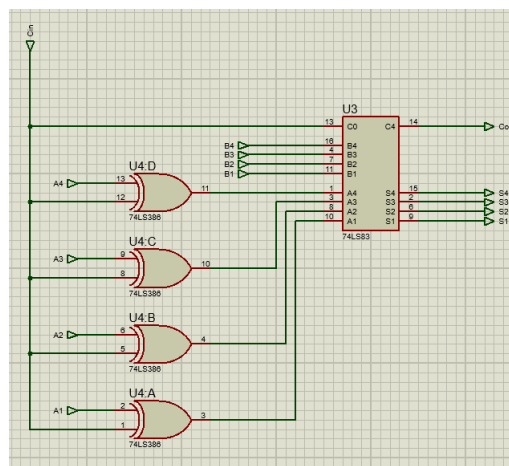 Cin
U3
13 C0 C4 14 Co
B4 16 B4
B3 4 B3
B2 7 B2
B1 11 B1
1 A4 S4 15 S4
3 A3 S3 2 S3
8 A2 S2 6 S2
10 A1 S1 9 S1
74LS83
U4:D
A4 13
12
11
74LS386
U4:C
A3 9
8
10
74LS386
U4:B
A2 6
5
4
74LS386
U4:A
A1 2
1
3
74LS386